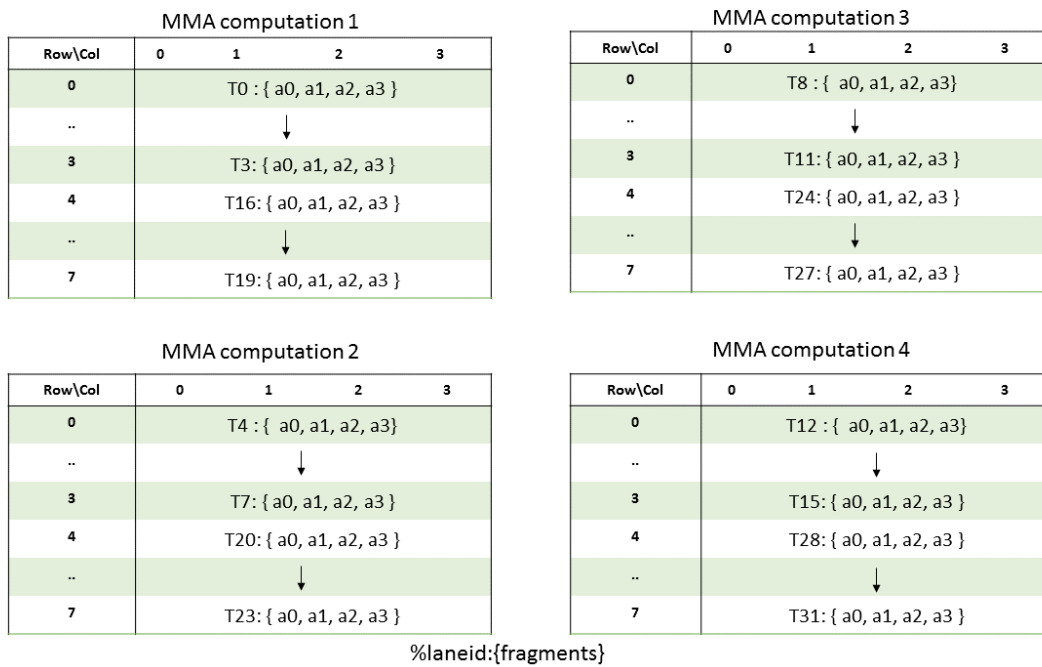 MMA computation 1
Row\Col 0 1 2 3
0 T0 : { a0, a1, a2, a3 }
..
3 T3: { a0, a1, a2, a3 }
4 T16: { a0, a1, a2, a3 }
..
7 T19: { a0, a1, a2, a3 }
MMA computation 3
Row\Col 0 1 2 3
0 T8 : { a0, a1, a2, a3}
..
3 T11: { a0, a1, a2, a3 }
4 T24: { a0, a1, a2, a3 }
..
7 T27: { a0, a1, a2, a3 }
MMA computation 2
Row\Col 0 1 2 3
0 T4 : { a0, a1, a2, a3}
..
3 T7: { a0, a1, a2, a3 }
4 T20: { a0, a1, a2, a3 }
..
7 T23: { a0, a1, a2, a3 }
MMA computation 4
Row\Col 0 1 2 3
0 T12 : { a0, a1, a2, a3}
..
3 T15: { a0, a1, a2, a3 }
4 T28: { a0, a1, a2, a3 }
..
7 T31: { a0, a1, a2, a3 }
%laneid:{fragments}